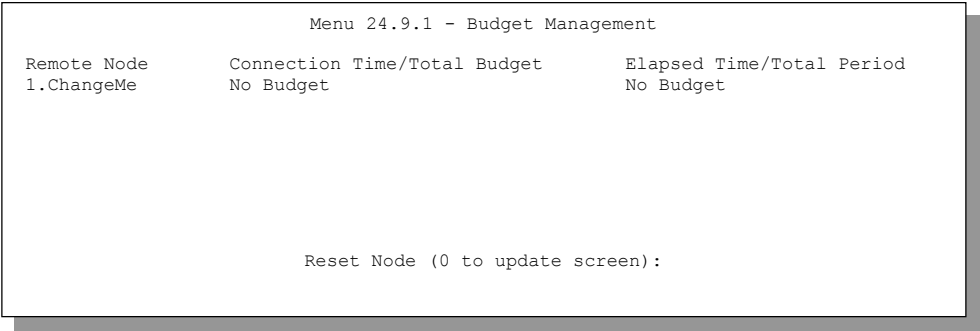 Menu 24.9.1 - Budget Management
Remote Node Connection Time/Total Budget Elapsed Time/Total Period
1.ChangeMe No Budget No Budget
Reset Node (0 to update screen):